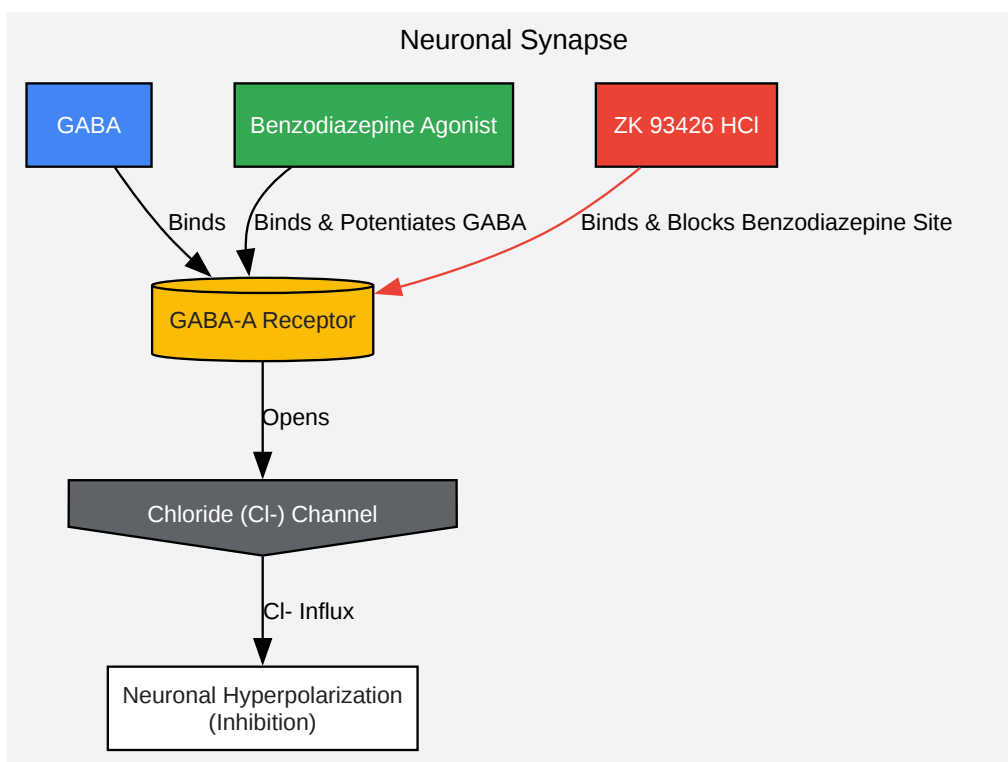 Neuronal Synapse
GABA
Benzodiazepine Agonist
ZK 93426 HCl
Binds
Binds & Potentiates GABA
Binds & Blocks Benzodiazepine Site
GABA-A Receptor
Opens
Chloride (Cl-) Channel
Cl- Influx
Neuronal Hyperpolarization
(Inhibition)